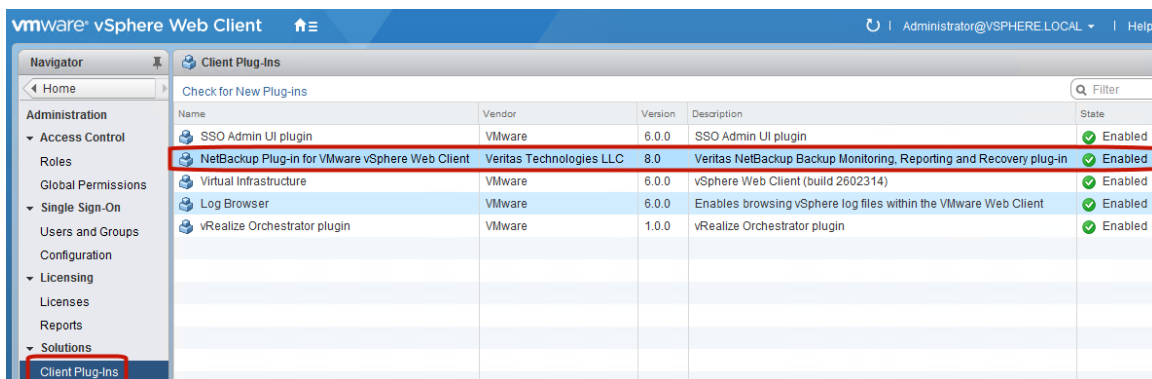 vmware® vSphere Web Client
Administrator@VSPHERE.LOCAL
Help
Navigator
Home
Administration
Access Control
Roles
Global Permissions
Single Sign-On
Users and Groups
Configuration
Licensing
Licenses
Reports
Solutions
Client Plug-Ins
Client Plug-Ins
Check for New Plug-ins
Filter
Name Vendor Version Description State
SSO Admin UI plugin VMware 6.0.0 SSO Admin UI plugin Enabled
NetBackup Plug-in for VMware vSphere Web Client Veritas Technologies LLC 8.0 Veritas NetBackup Backup Monitoring, Reporting and Recovery plug-in Enabled
Virtual Infrastructure VMware 6.0.0 vSphere Web Client (build 2602314) Enabled
Log Browser VMware 6.0.0 Enables browsing vSphere log files within the VMware Web Client Enabled
vRealize Orchestrator plugin VMware 1.0.0 vRealize Orchestrator plugin Enabled